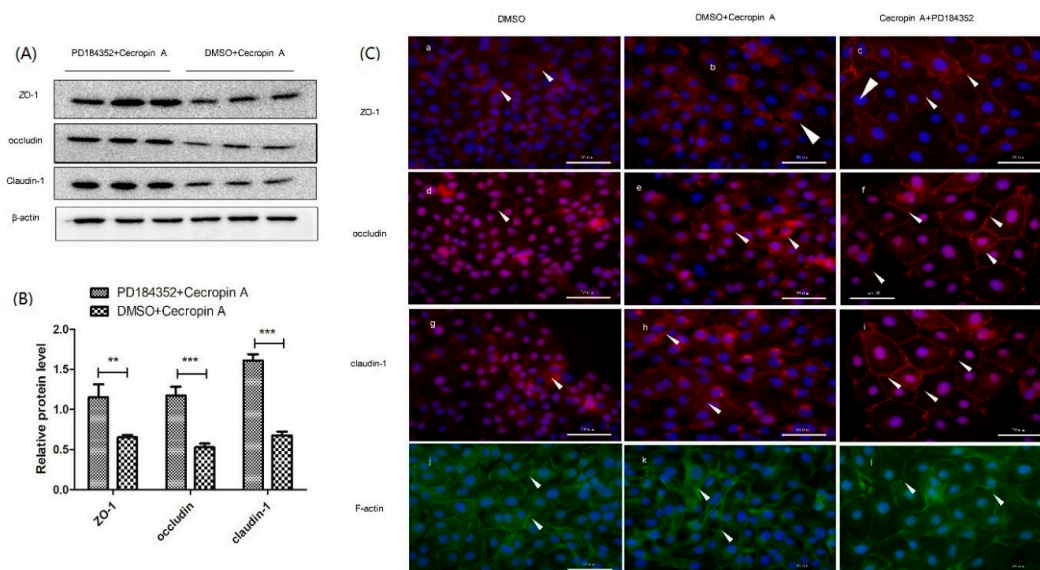 (A)
PD184352+Cecropin A
DMSO+Cecropin A
ZO-1
occludin
Claudin-1
β-actin
(B)
PD184352+Cecropin A
DMSO+Cecropin A
Relative protein level
2.0
1.5
1.0
0.5
0.0
**
***
***
ZO-1
occludin
claudin-1
(C)
DMSO
DMSO+Cecropin A
Cecropin A+PD184352
ZO-1
a
b
c
occludin
d
e
f
claudin-1
g
h
i
F-actin
j
k
l